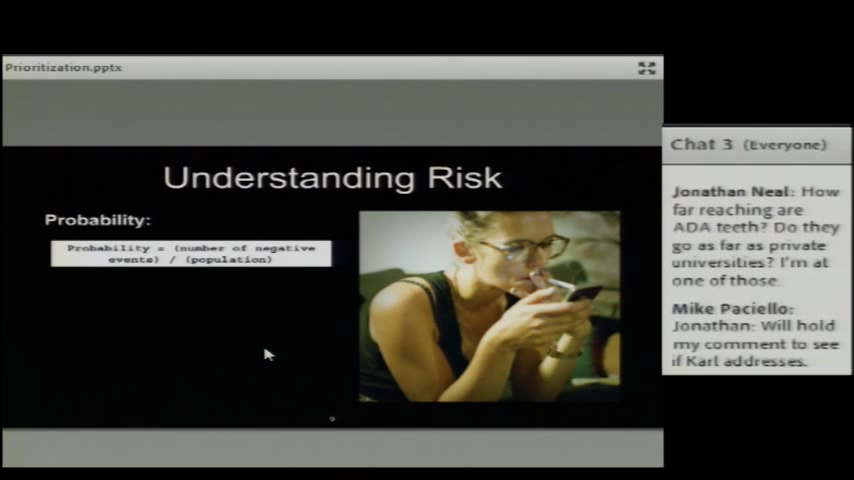 Prioritization.pptx
Understanding Risk
Probability:
Probability = (number of negative
events) / (population)
9
Chat 3 (Everyone)
Jonathan Neal: How
far reaching are
ADA teeth? Do they
go as far as private
universities? I'm at
one of those.
Mike Paciello:
Jonathan: Will hold
my comment to see
if Karl addresses.